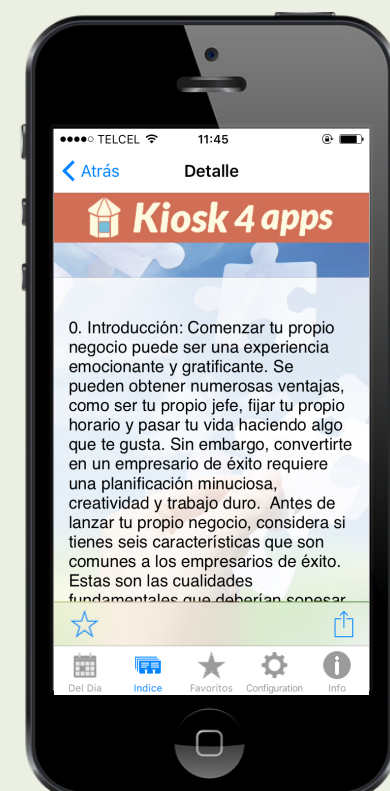 TELCEL 11:45
Atrás Detalle
Kiosk 4 apps
0. Introducción: Comenzar tu propio
negocio puede ser una experiencia
emocionante y gratificante. Se
pueden obtener numerosas ventajas,
como ser tu propio jefe, fijar tu propio
horario y pasar tu vida haciendo algo
que te gusta. Sin embargo, convertirte
en un empresario de éxito requiere
una planificación minuciosa,
creatividad y trabajo duro. Antes de
lanzar tu propio negocio, considera si
tienes seis características que son
comunes a los empresarios de éxito.
Estas son las cualidades
fundamentales que deberían sopesar
Del Dia Indice Favoritos Configuration Info